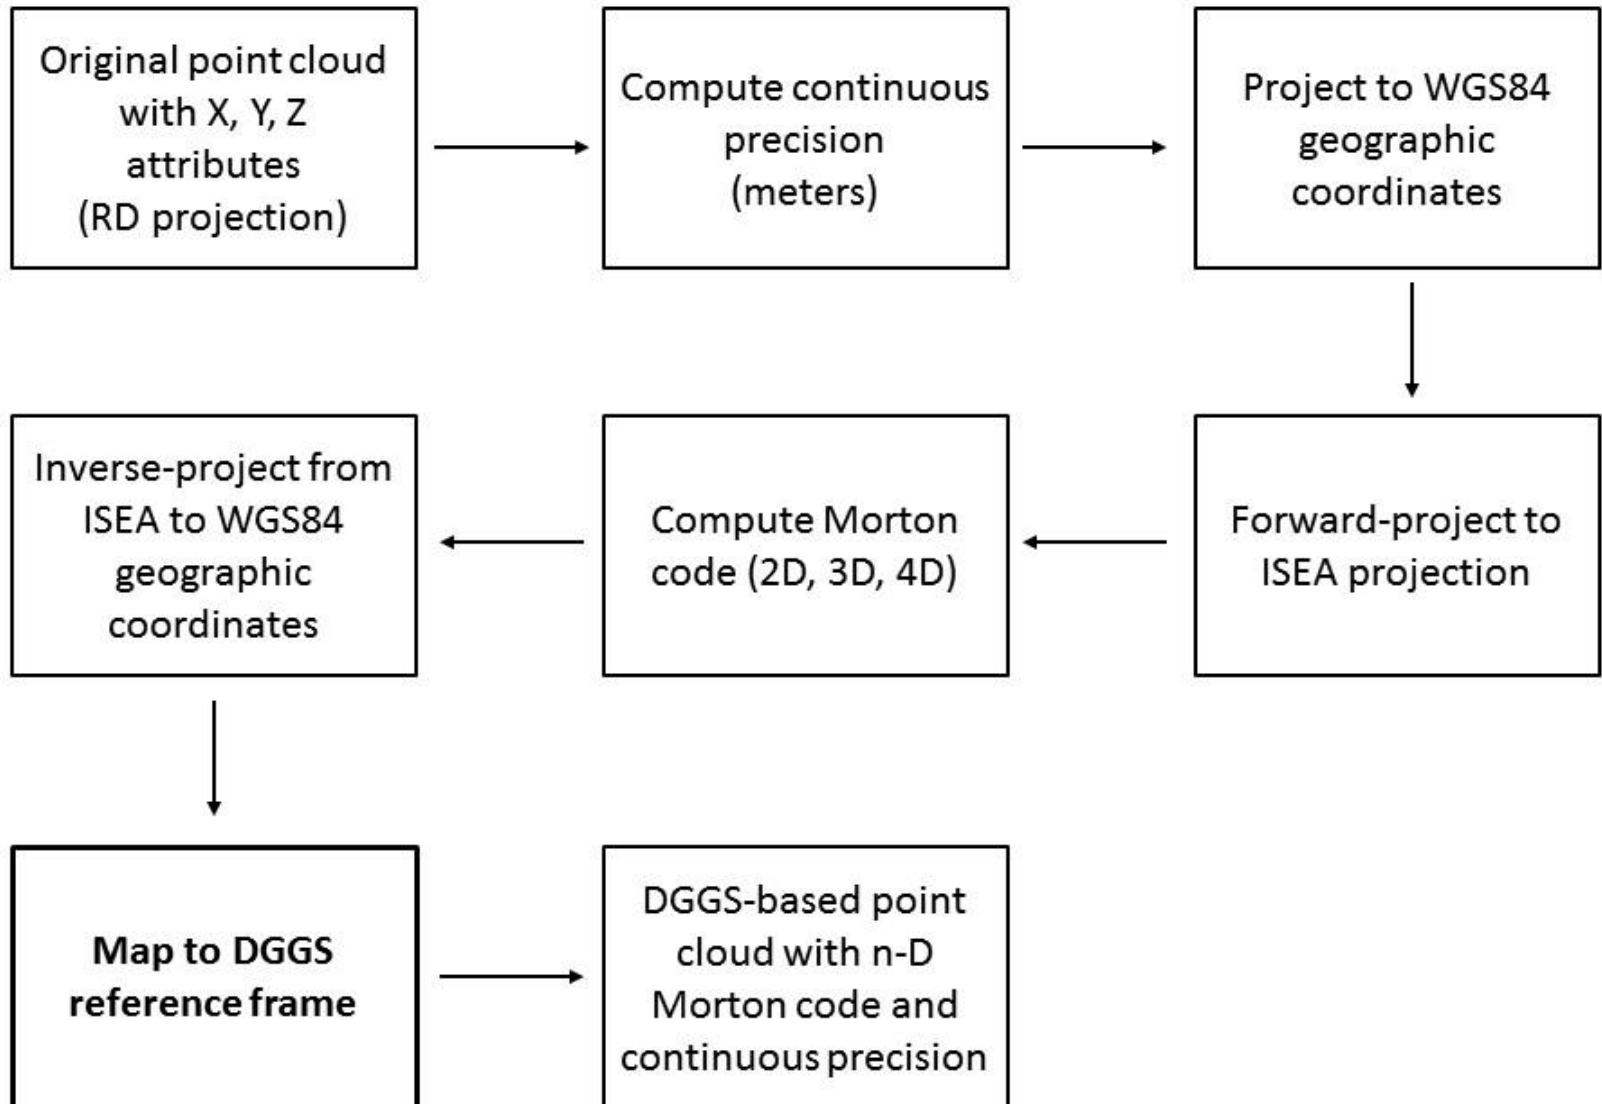 Original point cloud
with X, Y, Z
attributes
(RD projection)
Compute continuous
precision
(meters)
Project to WGS84
geographic
coordinates
Forward-project to
ISEA projection
Compute Morton
code (2D, 3D, 4D)
Inverse-project from
ISEA to WGS84
geographic
coordinates
Map to DGGS
reference frame
DGGS-based point
cloud with n-D
Morton code and
continuous precision